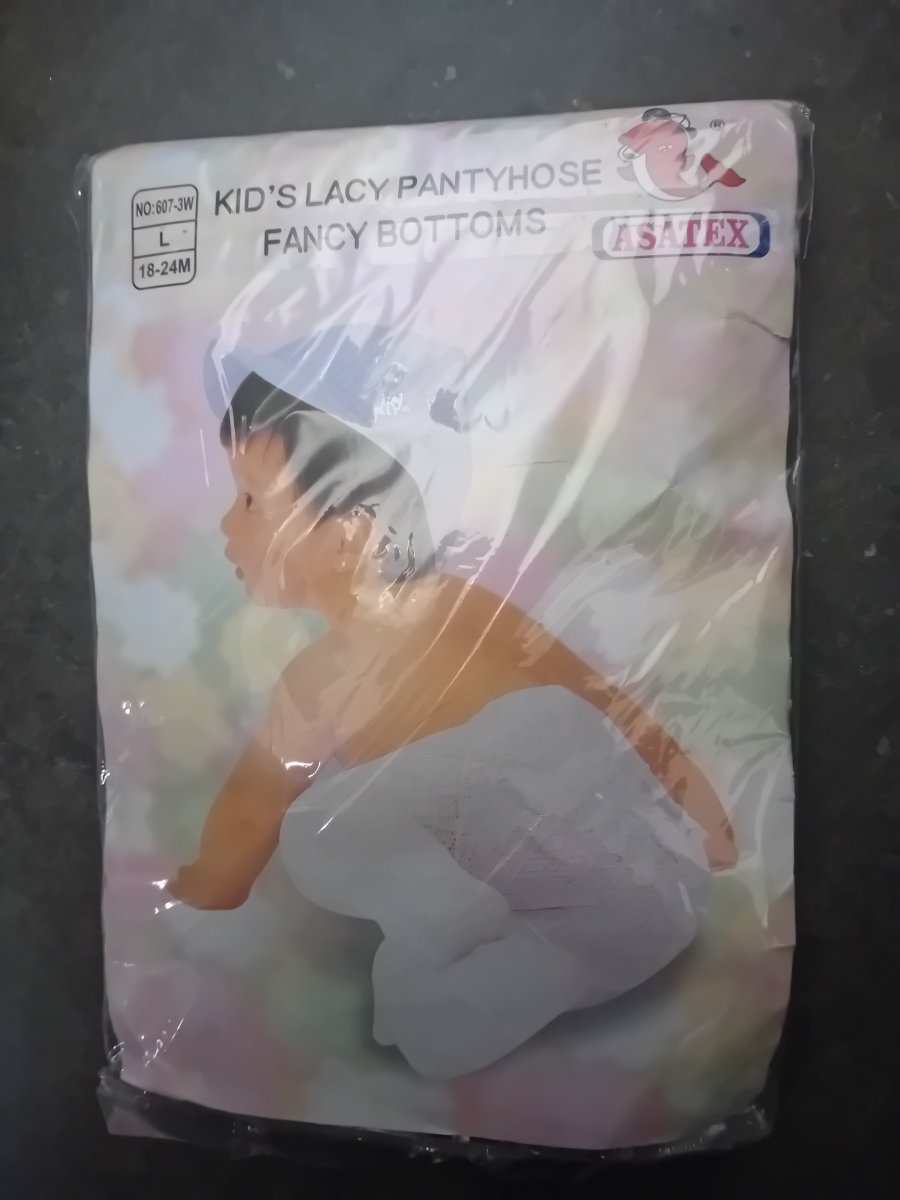 NO:607-3W
L
18-24M
KID'S LACY PANTYHOSE
FANCY BOTTOMS
®
ASATEX